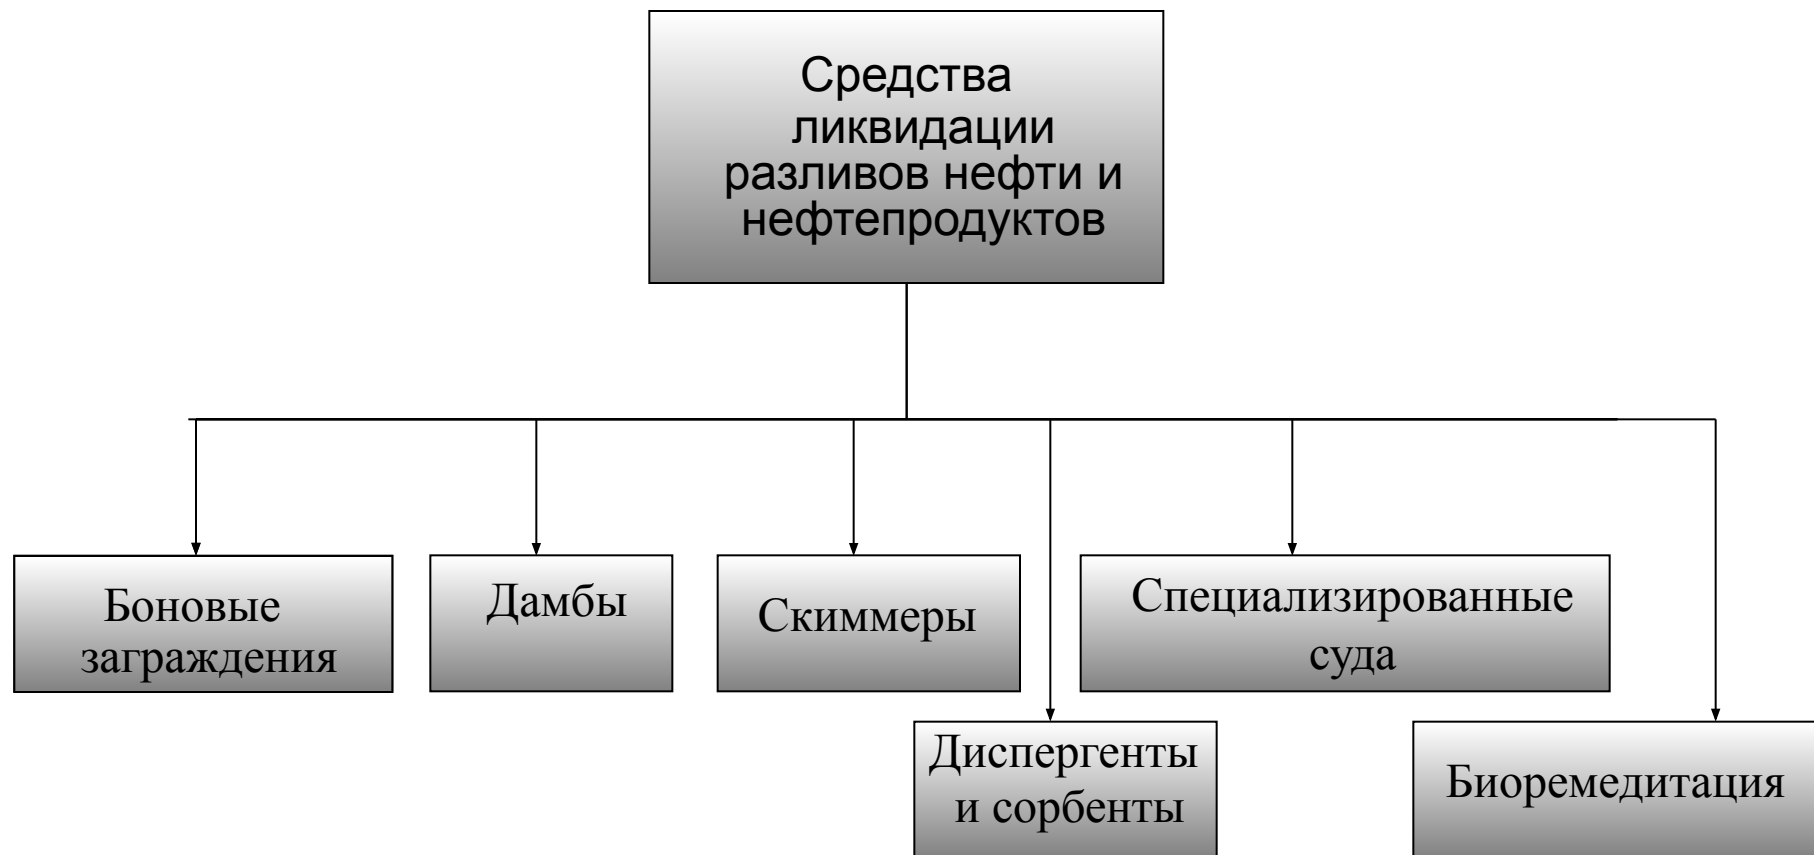 Средства
ликвидации
разливов нефти и
нефтепродуктов
Боновые
заграждения
Дамбы
Скиммеры
Специализированные
суда
Диспергенты
и сорбенты
Биоремедитация